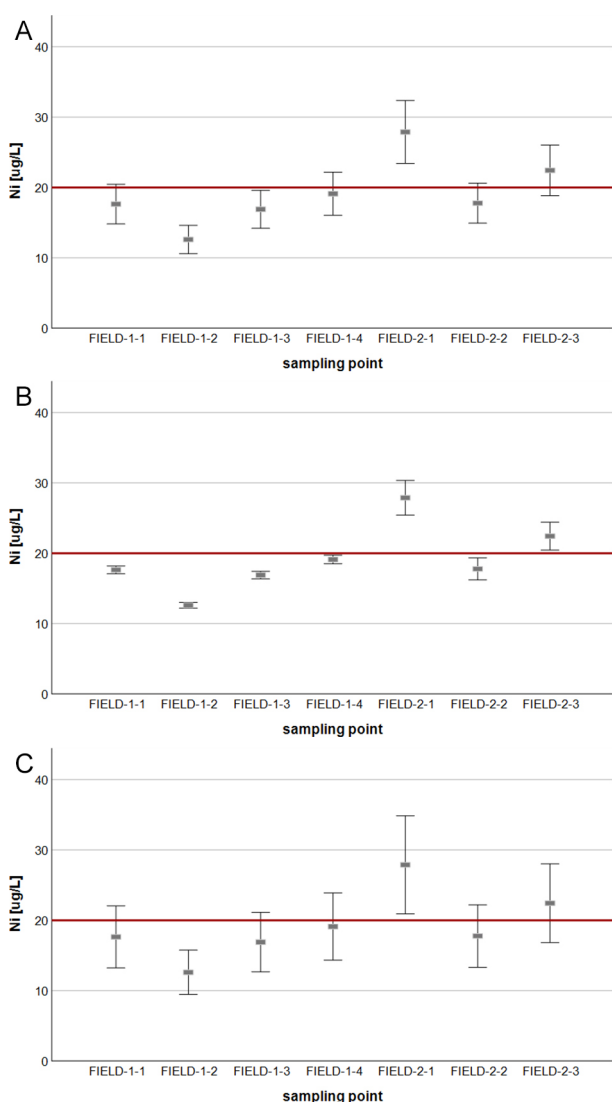 A
40
30
20
10
0
Ni [ug/L]
FIELD-1-1 FIELD-1-2 FIELD-1-3 FIELD-1-4 FIELD-2-1 FIELD-2-2 FIELD-2-3
sampling point
B
40
30
20
10
0
Ni [ug/L]
FIELD-1-1 FIELD-1-2 FIELD-1-3 FIELD-1-4 FIELD-2-1 FIELD-2-2 FIELD-2-3
sampling point
C
40
30
20
10
0
Ni [ug/L]
FIELD-1-1 FIELD-1-2 FIELD-1-3 FIELD-1-4 FIELD-2-1 FIELD-2-2 FIELD-2-3
sampling point